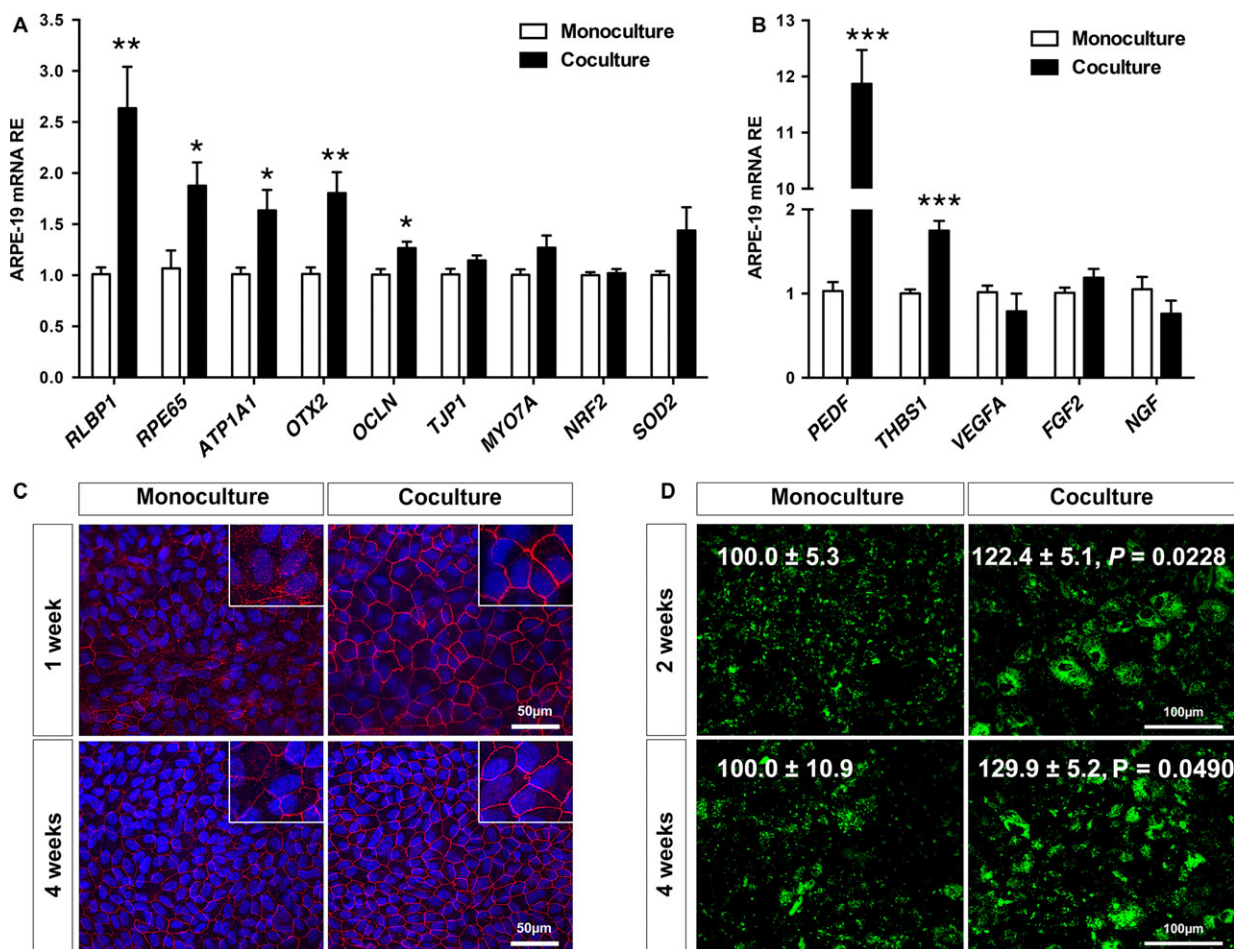 A
3.5
3.0
2.5
2.0
1.5
1.0
0.5
0.0
ARPE-19 mRNA RE
Monoculture
Coculture
**
*
*
**
*
RLBP1
RPE65
ATP1A1
OTX2
OCLN
TJP1
MYO7A
NRF2
SOD2
B
13
12
11
10
2
1
0
ARPE-19 mRNA RE
Monoculture
Coculture
***
***
PEDF
THBS1
VEGFA
FGF2
NGF
C
Monoculture
Coculture
1 week
50µm
4 weeks
50µm
D
Monoculture
Coculture
2 weeks
100.0 ± 5.3
122.4 ± 5.1, P = 0.0228
100µm
4 weeks
100.0 ± 10.9
129.9 ± 5.2, P = 0.0490
100µm